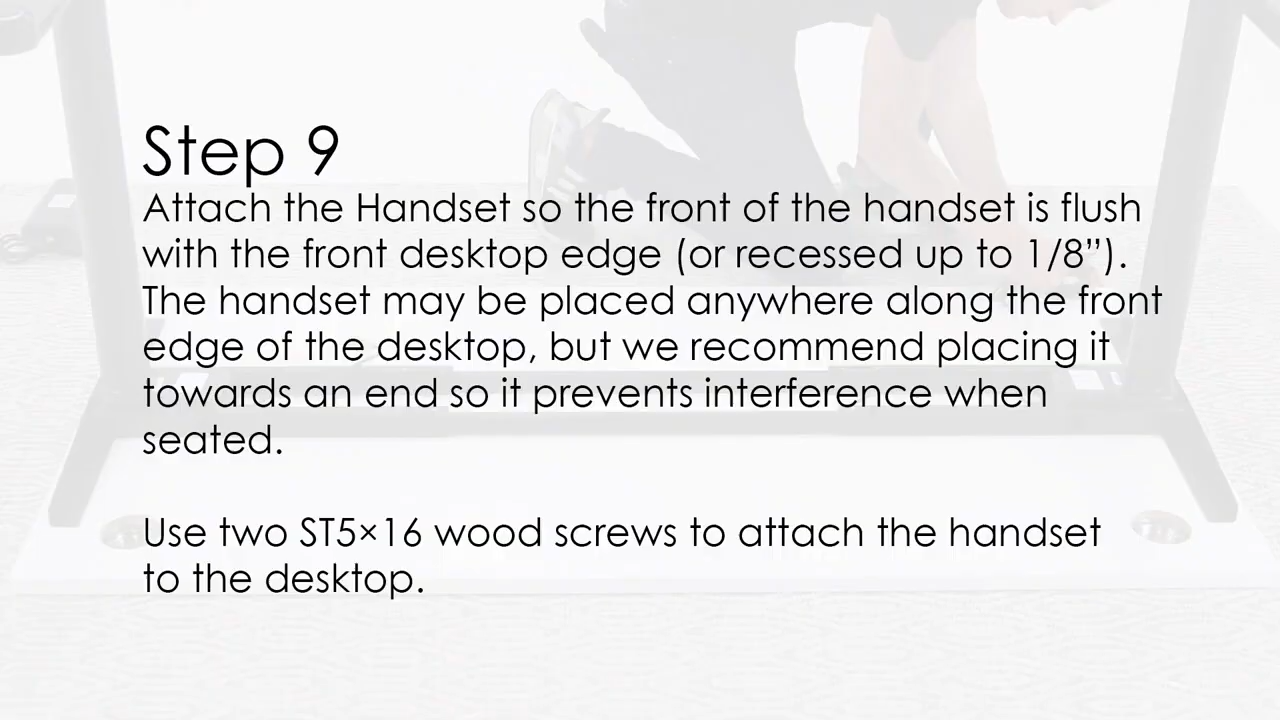 Step 9
Attach the Handset so the front of the handset is flush
with the front desktop edge (or recessed up to 1/8”).
The handset may be placed anywhere along the front
edge of the desktop, but we recommend placing it
towards an end so it prevents interference when
seated.
Use two ST5×16 wood screws to attach the handset
to the desktop.